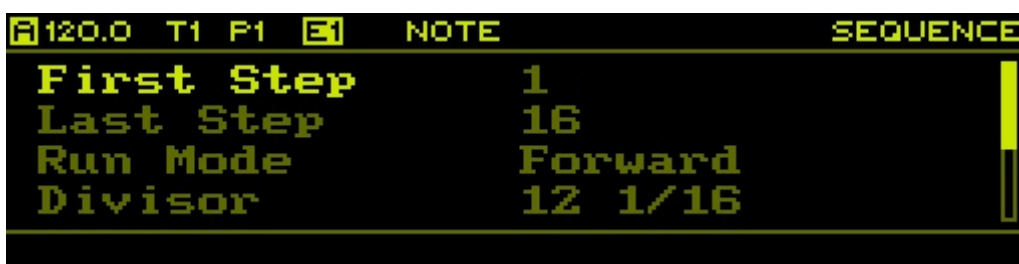 A 120.0 T1 P1 E1 NOTE SEQUENCE
First Step 1
Last Step 16
Run Mode Forward
Divisor 12 1/16